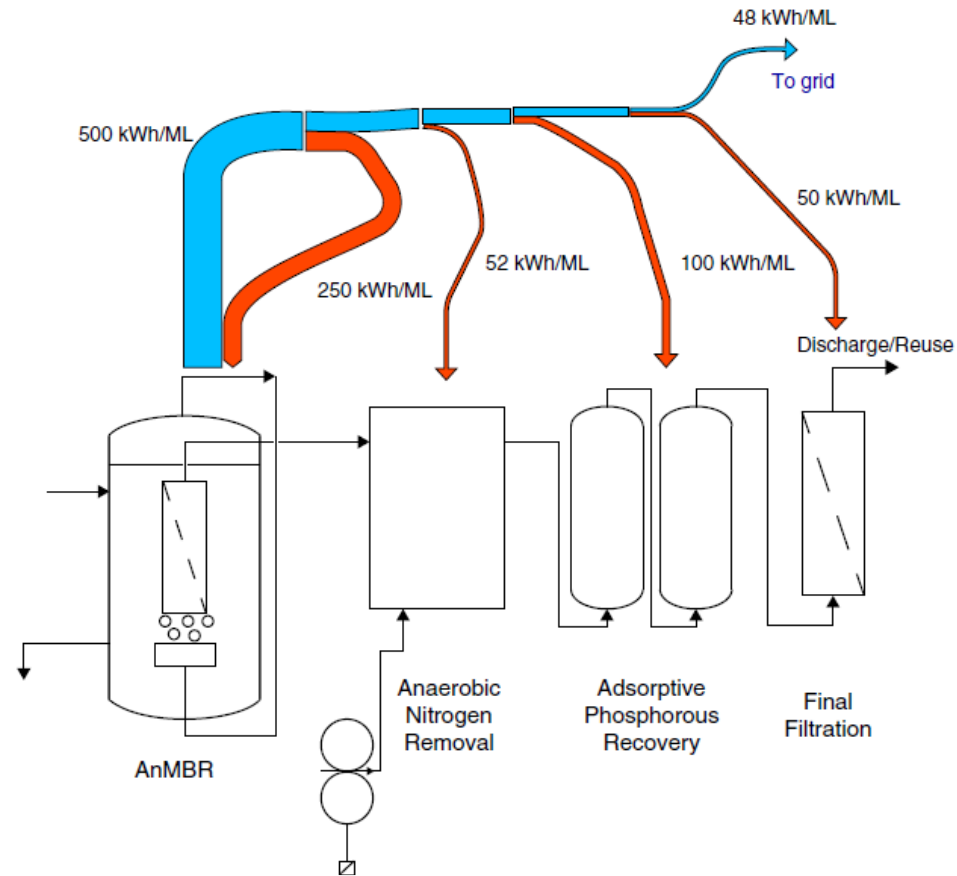 48 kWh/ML
To grid
500 kWh/ML
50 kWh/ML
52 kWh/ML
100 kWh/ML
250 kWh/ML
Discharge/Reuse
Anaerobic
Nitrogen
Removal
Adsorptive
Phosphorous
Recovery
Final
Filtration
AnMBR